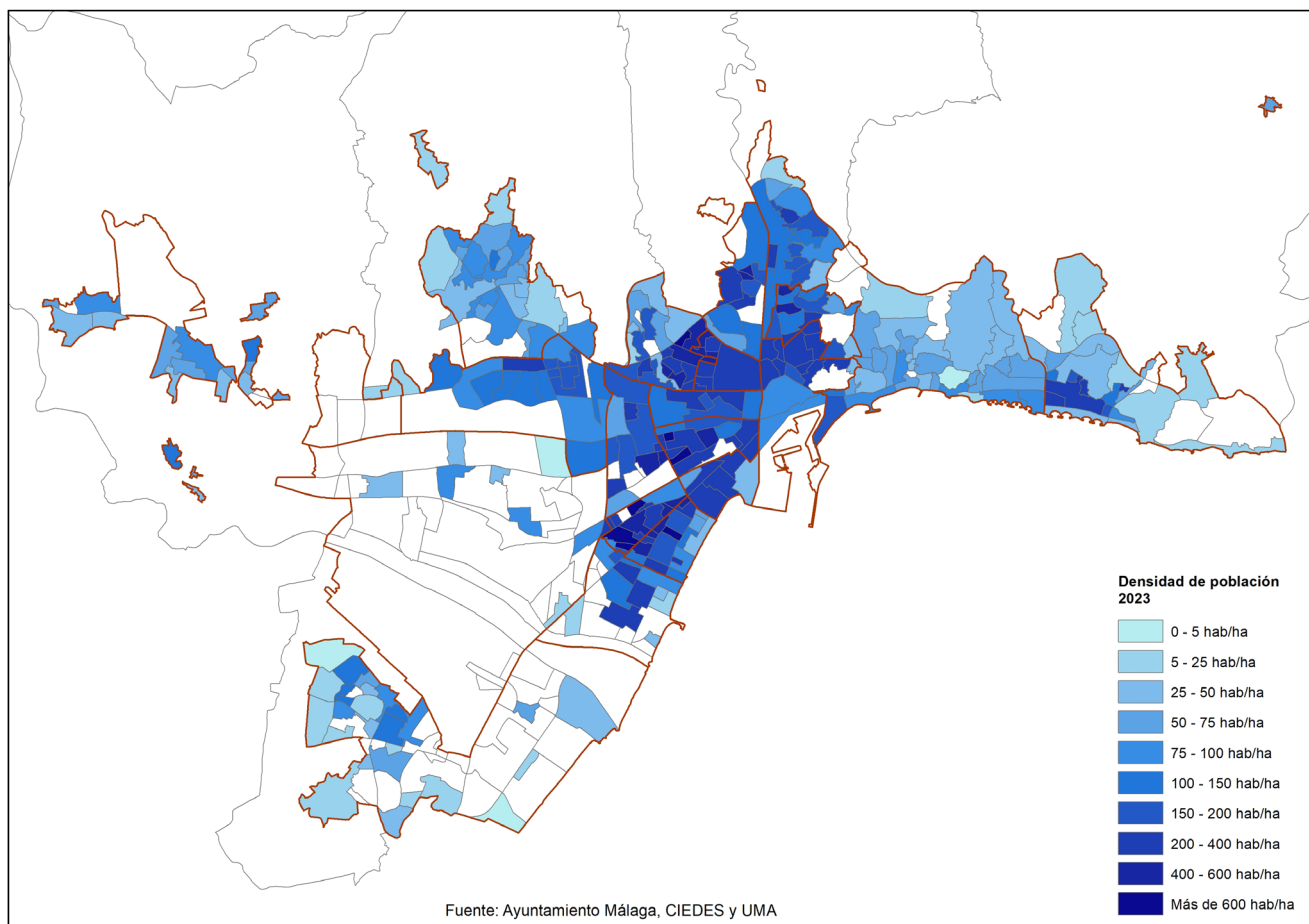 Densidad de población
2023
0 - 5 hab/ha
5 - 25 hab/ha
25 - 50 hab/ha
50 - 75 hab/ha
75 - 100 hab/ha
100 - 150 hab/ha
150 - 200 hab/ha
200 - 400 hab/ha
400 - 600 hab/ha
Más de 600 hab/ha
Fuente: Ayuntamiento Málaga, CIEDES y UMA